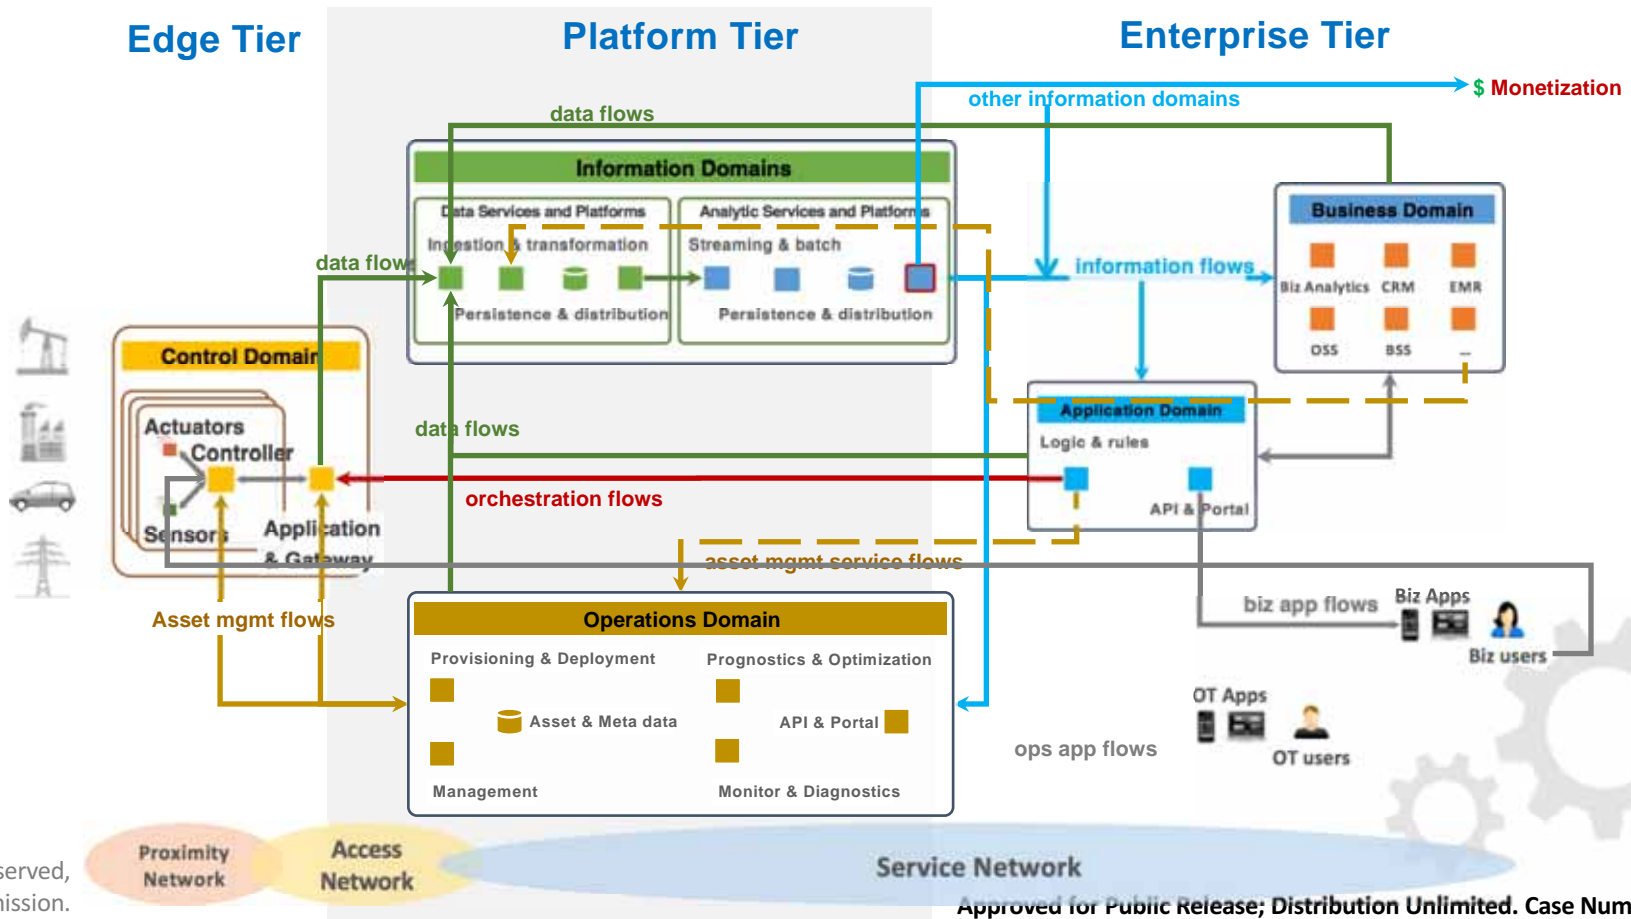 Edge Tier
Platform Tier
Enterprise Tier
$ Monetization
other information domains
data flows
Information Domains
Data Services and Platforms
Analytic Services and Platforms
Ingestion & transformation
Streaming & batch
Persistence & distribution
Persistence & distribution
data flows
information flows
Business Domain
Biz Analytics
CRM
EMR
OSS
BSS
...
Control Domain
Actuators
Controller
Sensors
Application
& Gateway
data flows
orchestration flows
Application Domain
Logic & rules
API & Portal
asset mgmt service flows
Asset mgmt flows
Operations Domain
Provisioning & Deployment
Prognostics & Optimization
Asset & Meta data
API & Portal
Management
Monitor & Diagnostics
biz app flows
Biz Apps
Biz users
OT Apps
OT users
ops app flows
Proximity
Network
Access
Network
Service Network
served,
mission.
Approved for Public Release; Distribution Unlimited. Case Num